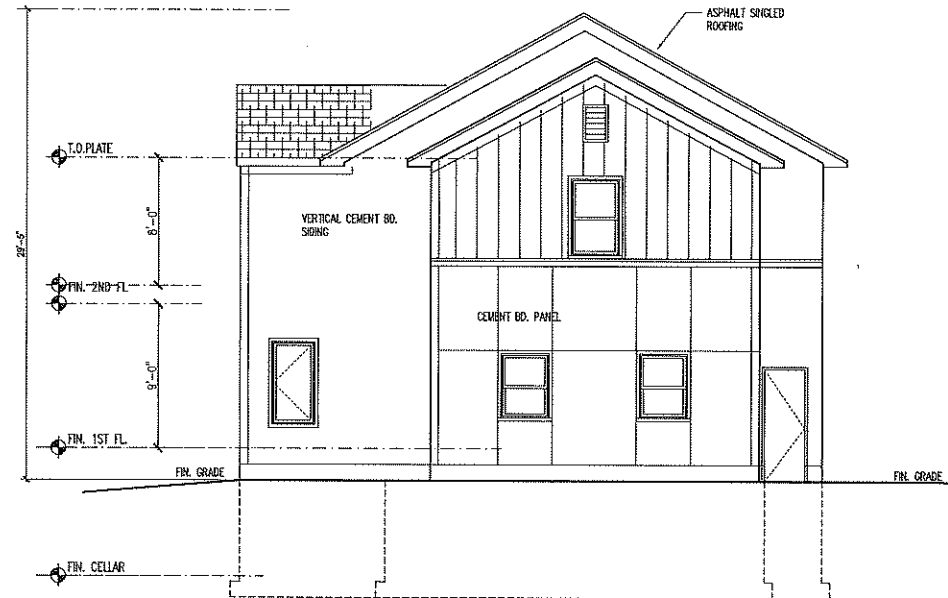 ASPHALT SINGLED
ROOFING
T.O.PLATE
8'-0"
VERTICAL CEMENT BD.
SIDING
29'-5"
FIN. 2ND FL
CEMENT BD. PANEL
9'-0"
FIN. 1ST FL.
FIN. GRADE
FIN. GRADE
FIN. CELLAR